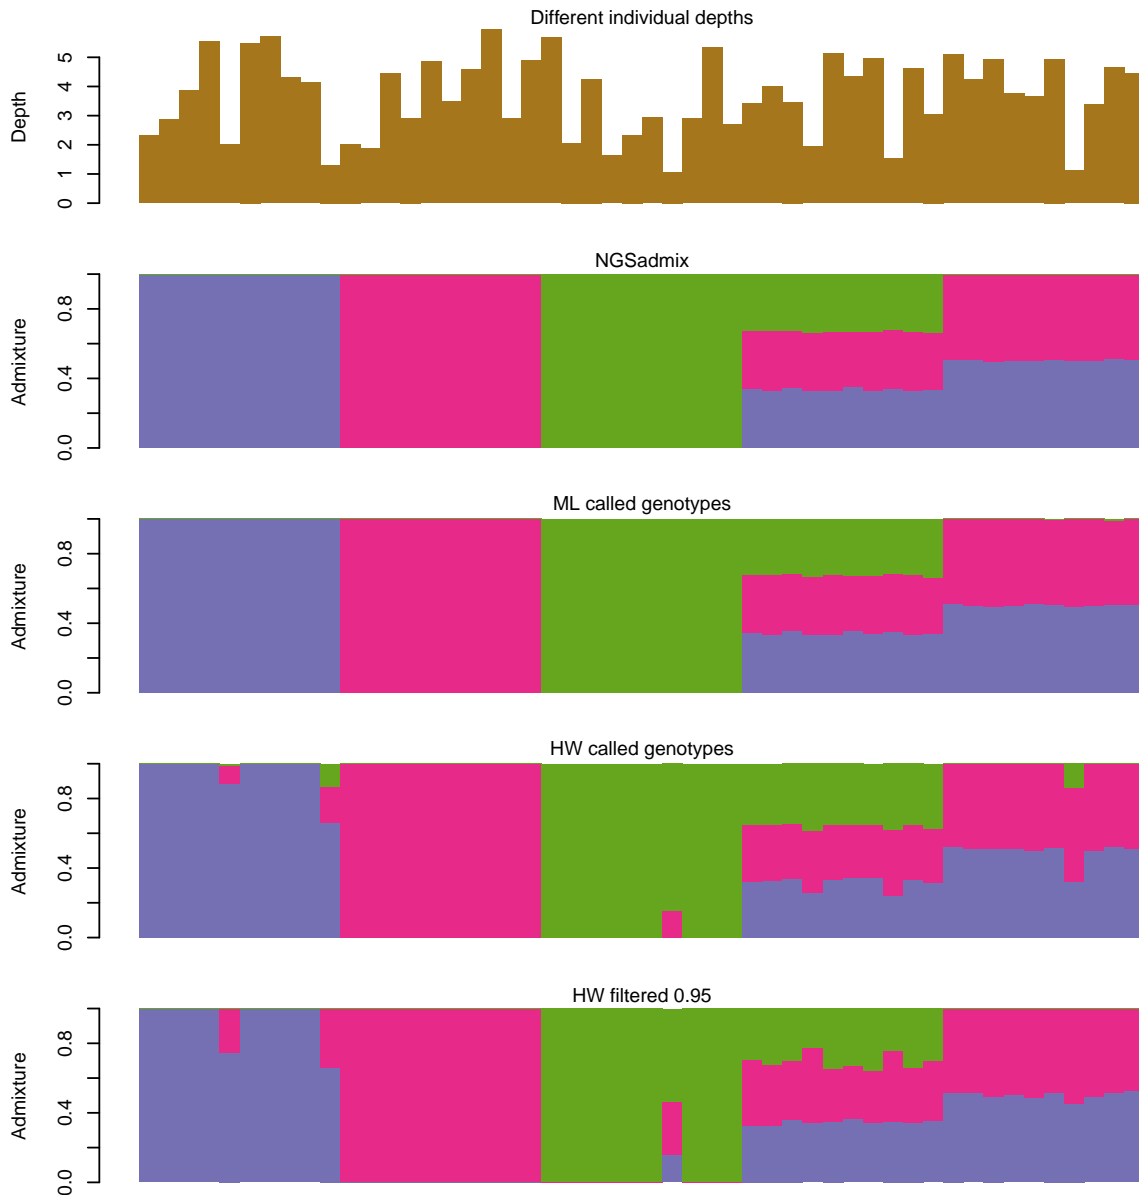 Different individual depths
Depth
0 1 2 3 4 5
NGSadmix
Admixture
0.0 0.4 0.8
ML called genotypes
Admixture
0.0 0.4 0.8
HW called genotypes
Admixture
0.0 0.4 0.8
HW filtered 0.95
Admixture
0.0 0.4 0.8